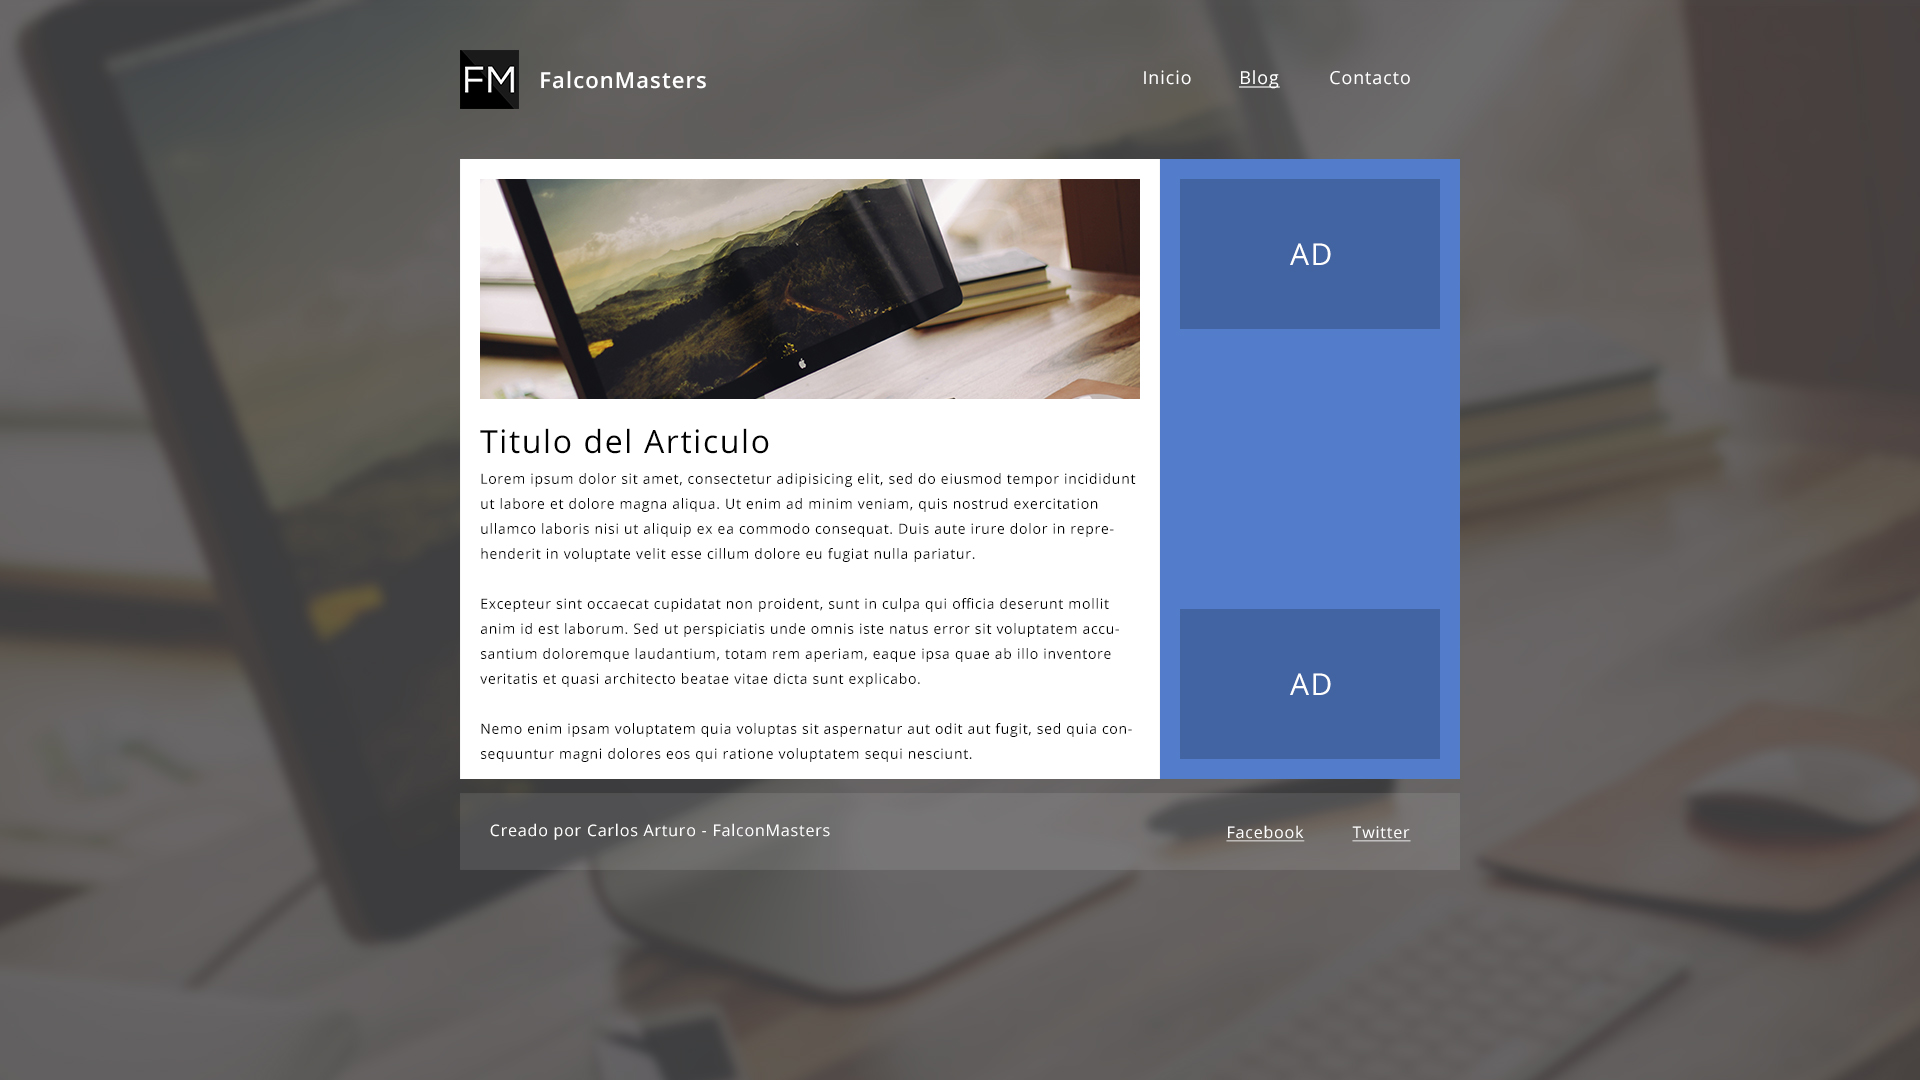 FM
FalconMasters
Inicio
Blog
Contacto
AD
Titulo del Articulo
Lorem ipsum dolor sit amet, consectetur adipisicing elit, sed do eiusmod tempor incididunt
ut labore et dolore magna aliqua. Ut enim ad minim veniam, quis nostrud exercitation
ullamco laboris nisi ut aliquip ex ea commodo consequat. Duis aute irure dolor in repre-
henderit in voluptate velit esse cillum dolore eu fugiat nulla pariatur.
Excepteur sint occaecat cupidatat non proident, sunt in culpa qui officia deserunt mollit
anim id est laborum. Sed ut perspiciatis unde omnis iste natus error sit voluptatem accu-
santium doloremque laudantium, totam rem aperiam, eaque ipsa quae ab illo inventore
veritatis et quasi architecto beatae vitae dicta sunt explicabo.
Nemo enim ipsam voluptatem quia voluptas sit aspernatur aut odit aut fugit, sed quia con-
sequuntur magni dolores eos qui ratione voluptatem sequi nesciunt.
AD
Creado por Carlos Arturo - FalconMasters
Facebook
Twitter